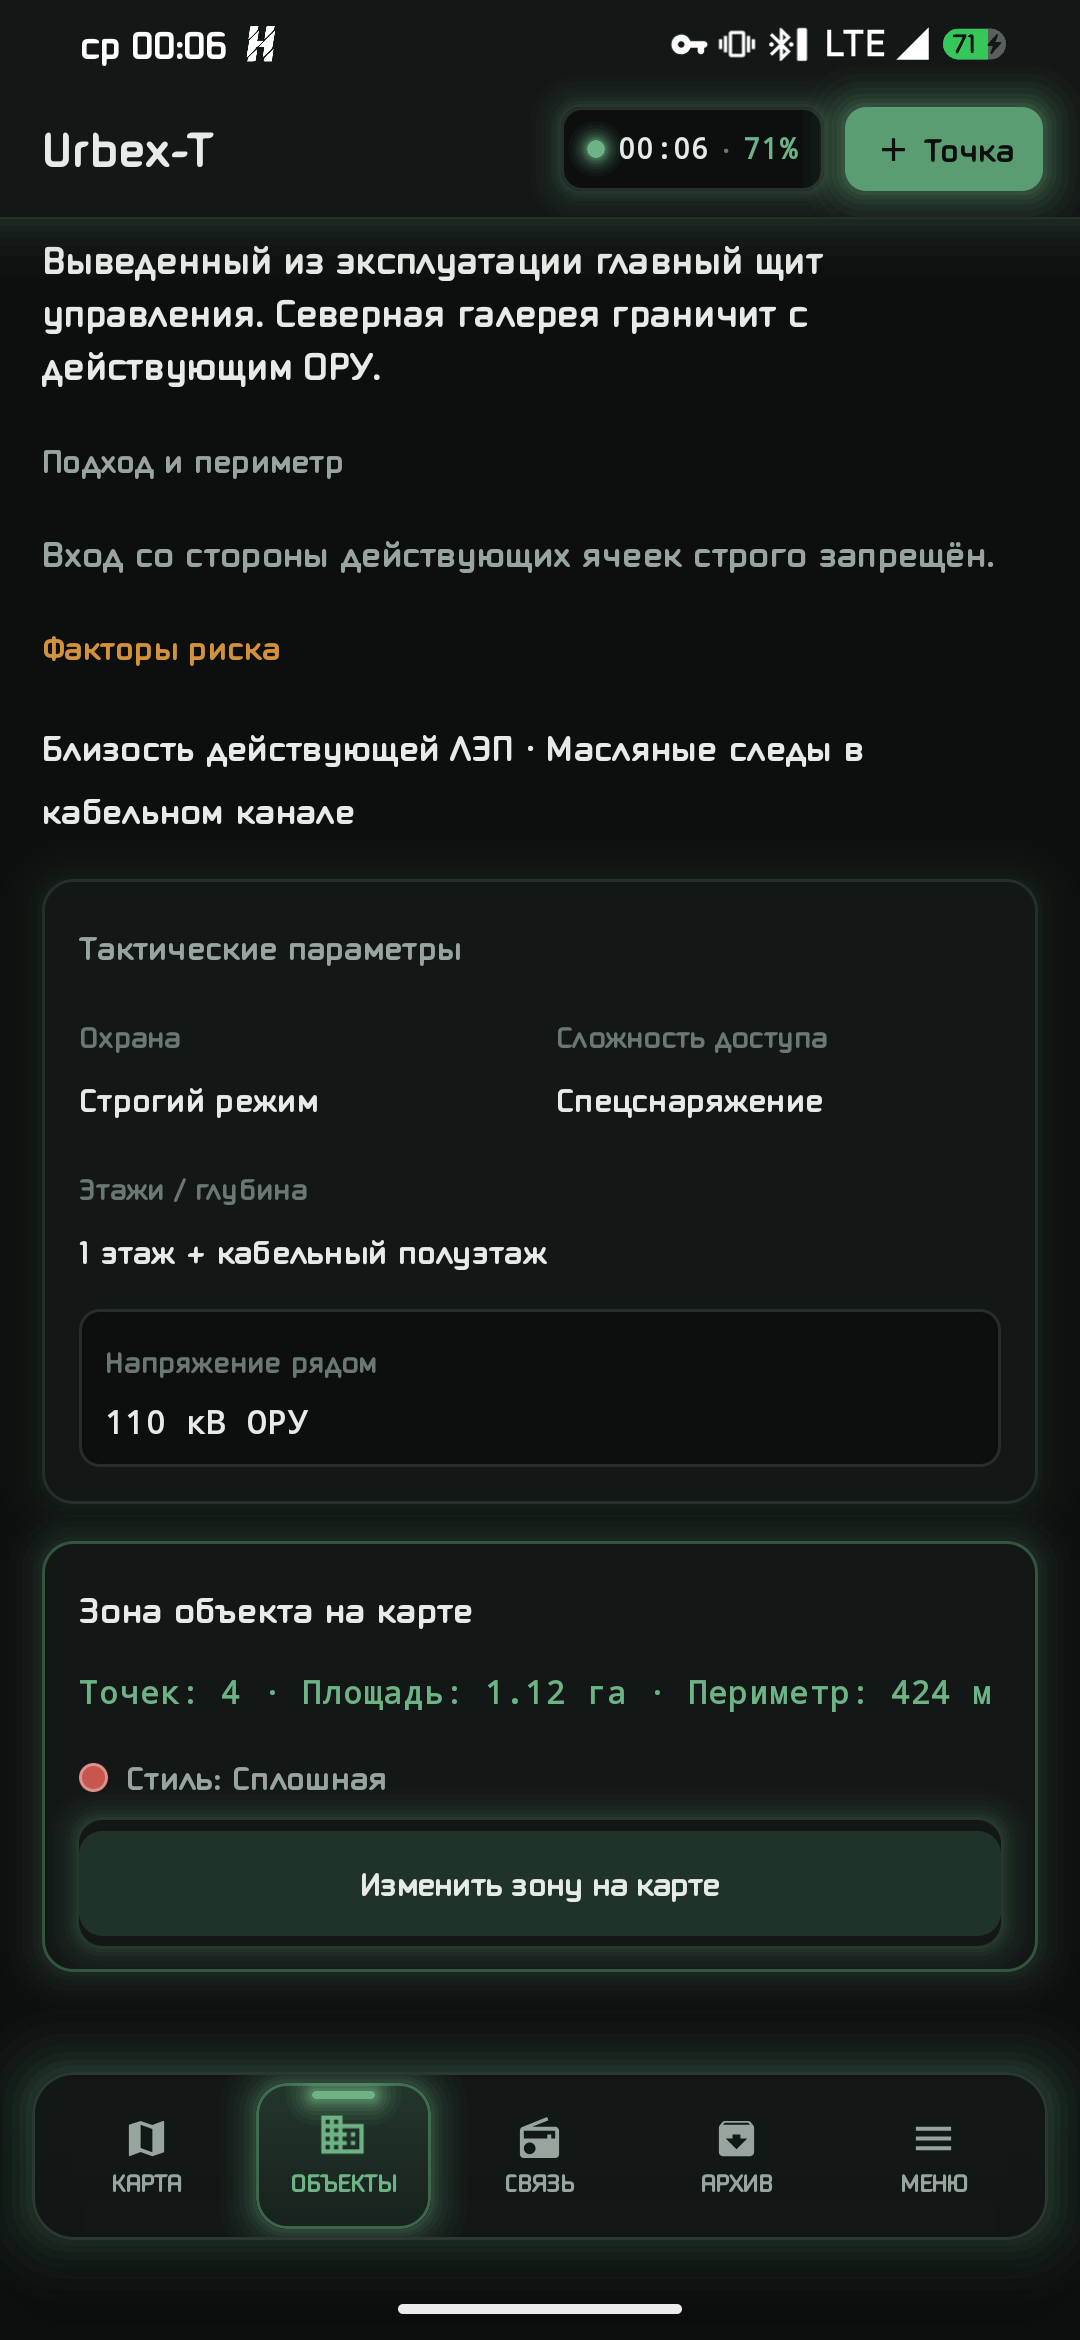 ср 00:06
LTE 71
Urbex-T
00:06 · 71%
+ Точка
Выведенный из эксплуатации главный щит
управления. Северная галерея граничит с
действующим ОРУ.
Подход и периметр
Вход со стороны действующих ячеек строго запрещён.
Факторы риска
Близость действующей ЛЭП · Масляные следы в
кабельном канале
Тактические параметры
Охрана
Сложность доступа
Строгий режим
Спецснаряжение
Этажи / глубина
1 этаж + кабельный полуэтаж
Напряжение рядом
110 кВ ОРУ
Зона объекта на карте
Точек: 4 · Площадь: 1.12 га · Периметр: 424 м
Стиль: Сплошная
Изменить зону на карте
КАРТА
ОБЪЕКТЫ
СВЯЗЬ
АРХИВ
МЕНЮ